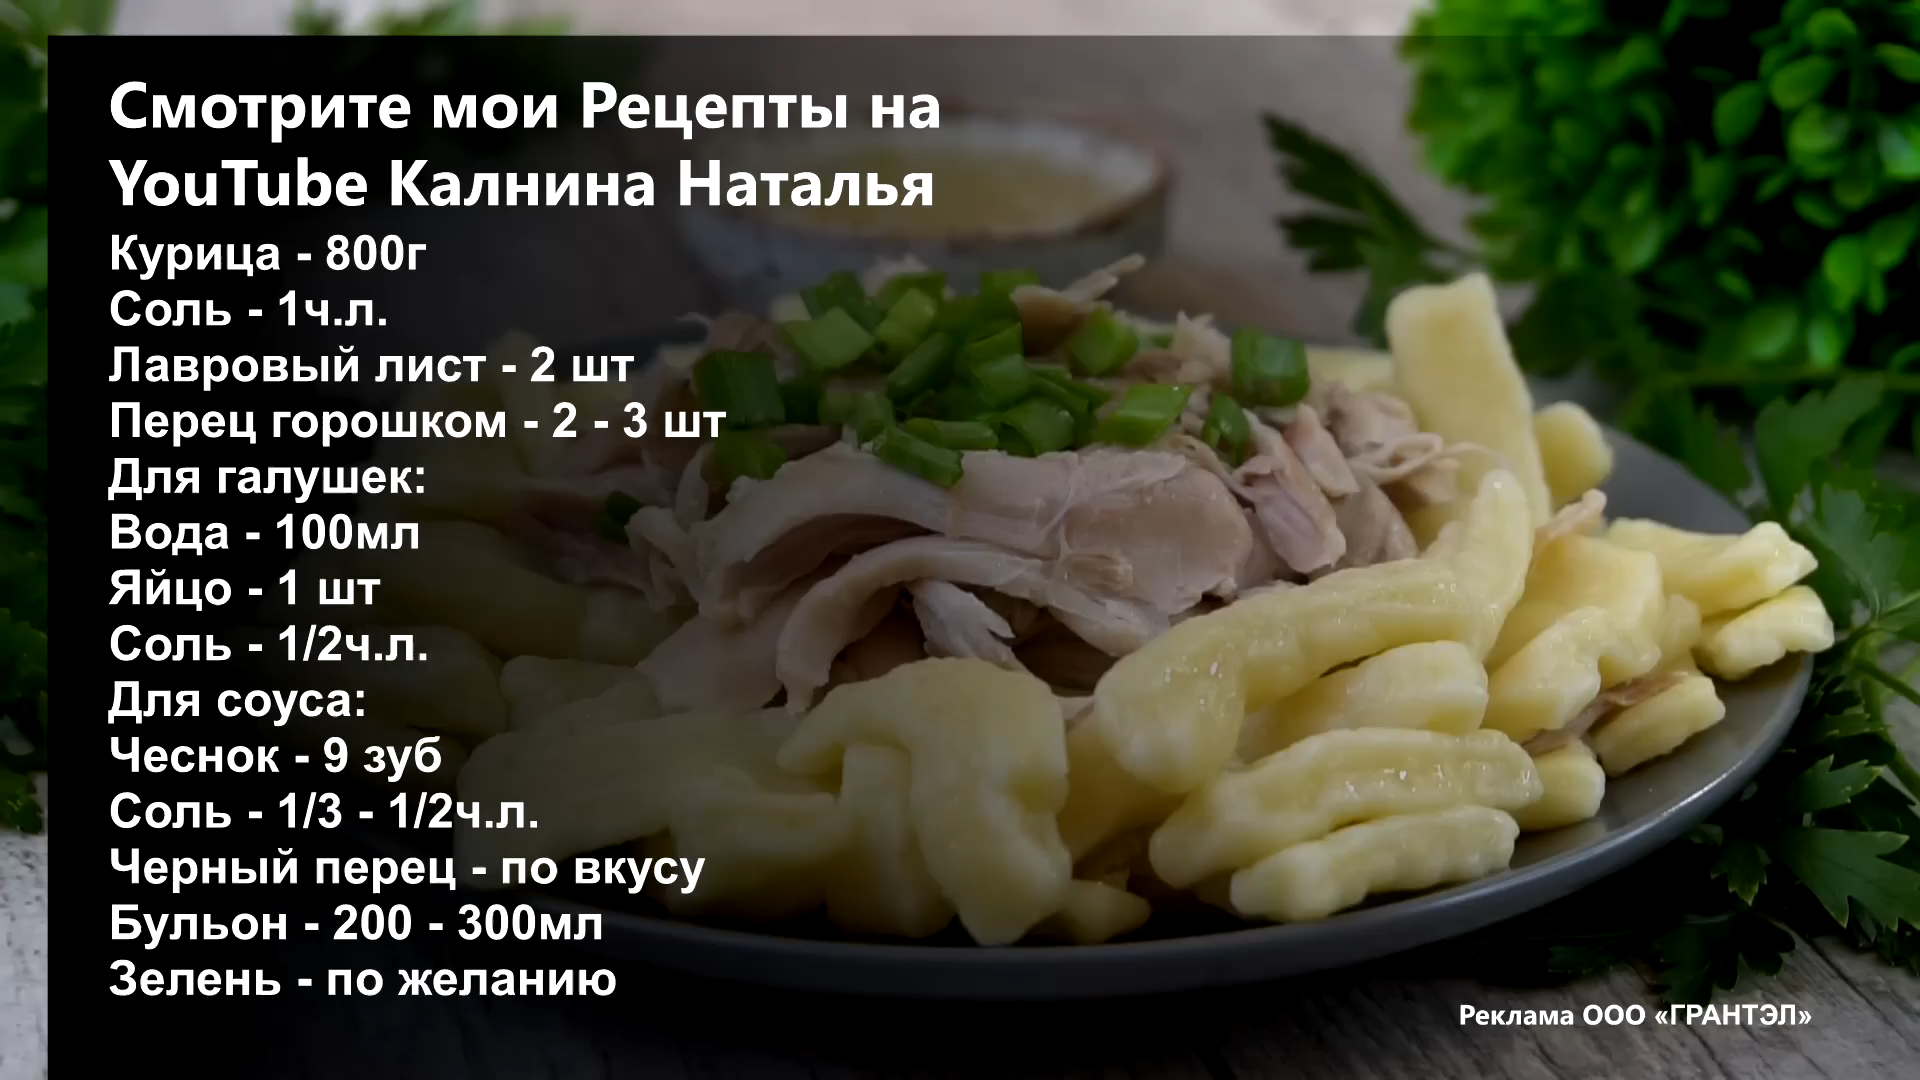 Смотрите мои Рецепты на
YouTube Калнина Наталья
Курица - 800г
Соль - 1ч.л.
Лавровый лист - 2 шт
Перец горошком - 2 - 3 шт
Для галушек:
Вода - 100мл
Яйцо - 1 шт
Соль - 1/2ч.л.
Для соуса:
Чеснок - 9 зуб
Соль - 1/3 - 1/2ч.л.
Черный перец - по вкусу
Бульон - 200 - 300мл
Зелень - по желанию
Реклама ООО «ГРАНТЭЛ»